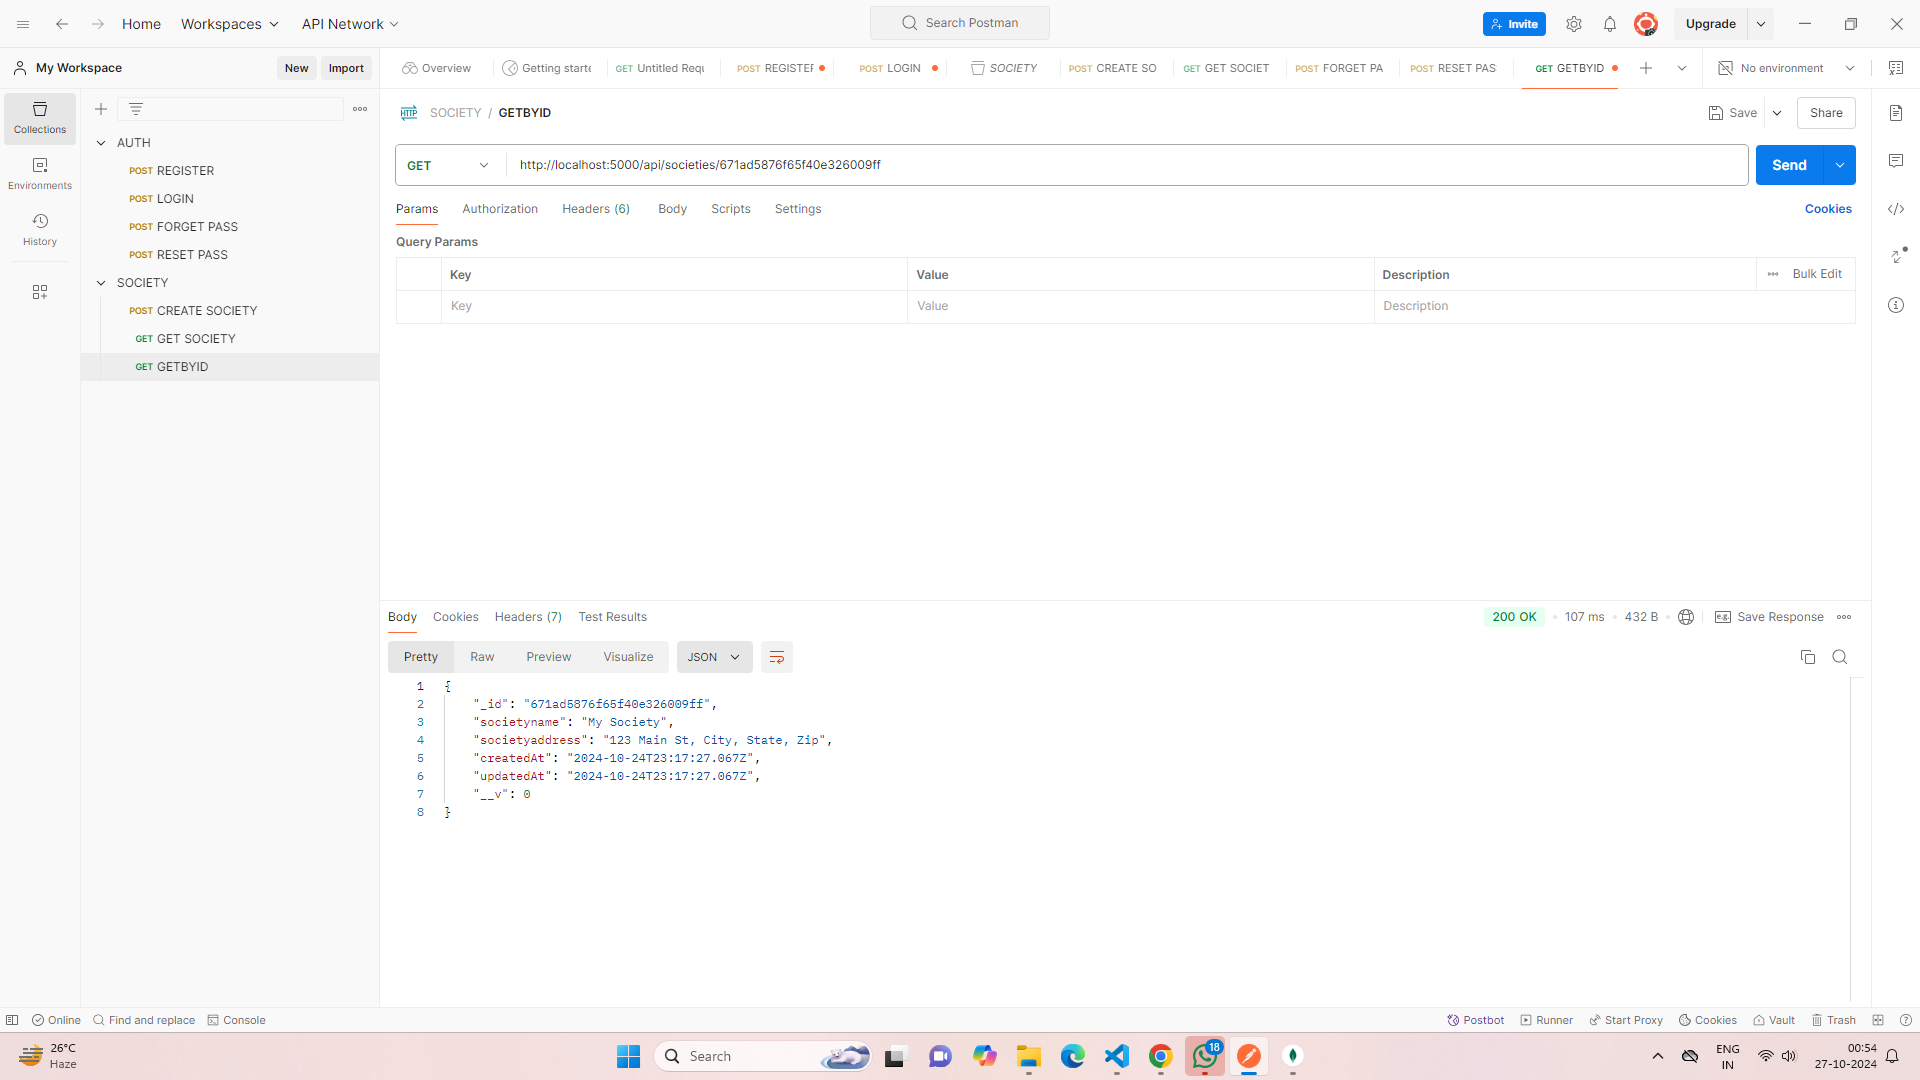 Home
Workspaces
API Network
Search Postman
Invite
Upgrade
My Workspace
New
Import
Overview
Getting starte
GET Untitled Requ
POST REGISTER
POST LOGIN
SOCIETY
POST CREATE SO
GET GET SOCIET
POST FORGET PA
POST RESET PAS
GET GETBYID
No environment
Collections
Environments
History
AUTH
POST REGISTER
POST LOGIN
POST FORGET PASS
POST RESET PASS
SOCIETY
POST CREATE SOCIETY
GET GET SOCIETY
GET GETBYID
HTTP
SOCIETY / GETBYID
Save
Share
GET
http://localhost:5000/api/societies/671ad5876f65f40e326009ff
Send
Params
Authorization
Headers (6)
Body
Scripts
Settings
Cookies
Query Params
Key
Value
Description
Bulk Edit
Key
Value
Description
Body
Cookies
Headers (7)
Test Results
200 OK
107 ms
432 B
e.g.
Save Response
Pretty
Raw
Preview
Visualize
JSON
1 {
2 "_id": "671ad5876f65f40e326009ff",
3 "societyname": "My Society",
4 "societyaddress": "123 Main St, City, State, Zip",
5 "createdAt": "2024-10-24T23:17:27.067Z",
6 "updatedAt": "2024-10-24T23:17:27.067Z",
7 "__v": 0
8 }
Online
Find and replace
Console
Postbot
Runner
Start Proxy
Cookies
Vault
Trash
26°C
Haze
Search
18
ENG
IN
00:54
27-10-2024